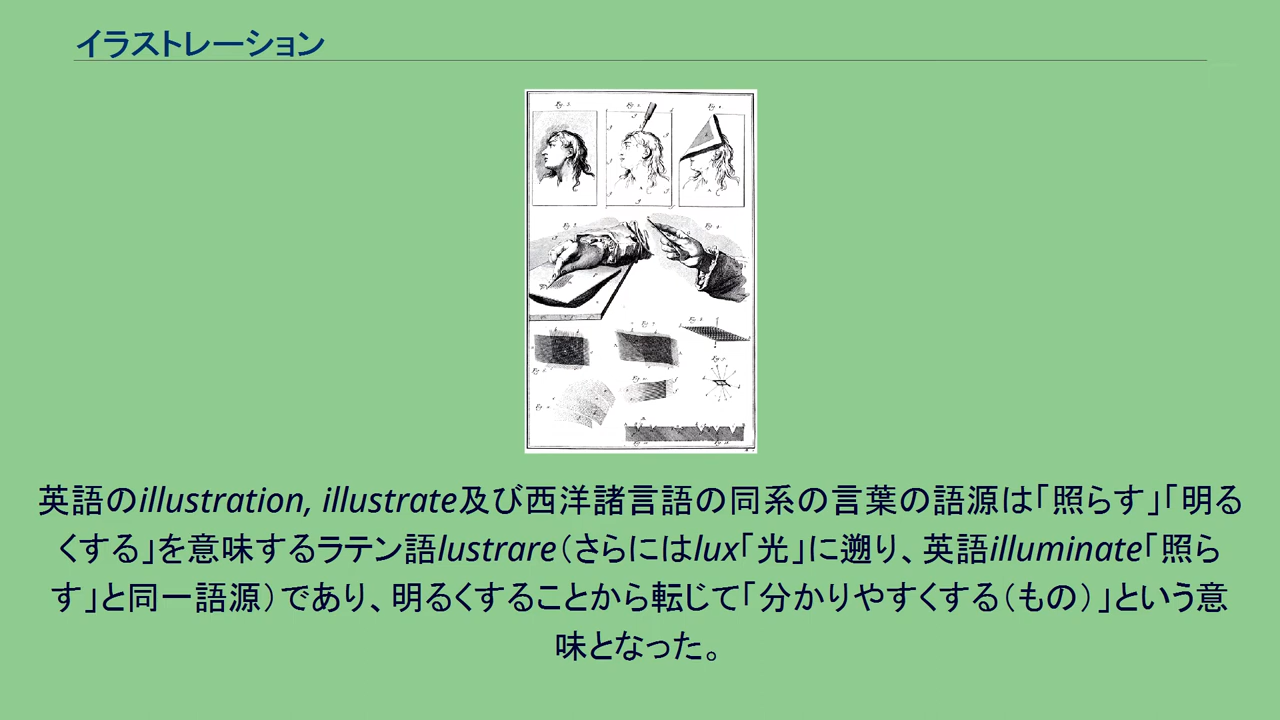 イラストレーション
英語のillustration, illustrate及び西洋諸言語の同系の言葉の語源は｢照らす｣｢明る
くする｣を意味するラテン語lustrare（さらにはlux｢光｣に遡り、英語illuminate｢照ら
す｣と同一語源）であり、明るくすることから転じて｢分かりやすくする（もの）｣という意
味となった。